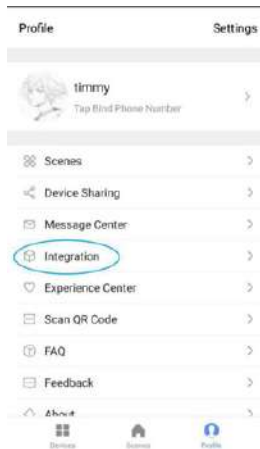 Profile
Settings
timmy
Tap Bind Phone Number
Scenes
Device Sharing
Message Center
Integration
Experience Center
Scan QR Code
FAQ
Feedback
About
Devices
Scenes
Profile